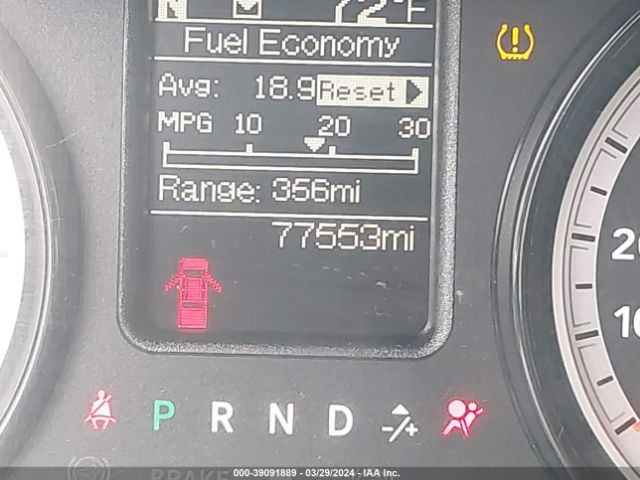 N 72°F
Fuel Economy
Avg: 18.9 Reset
MPG 10 20 30
Range: 356mi
77553mi
P R N D -/+
BRAKE
000-39091889 - 03/29/2024 - IAA Inc.